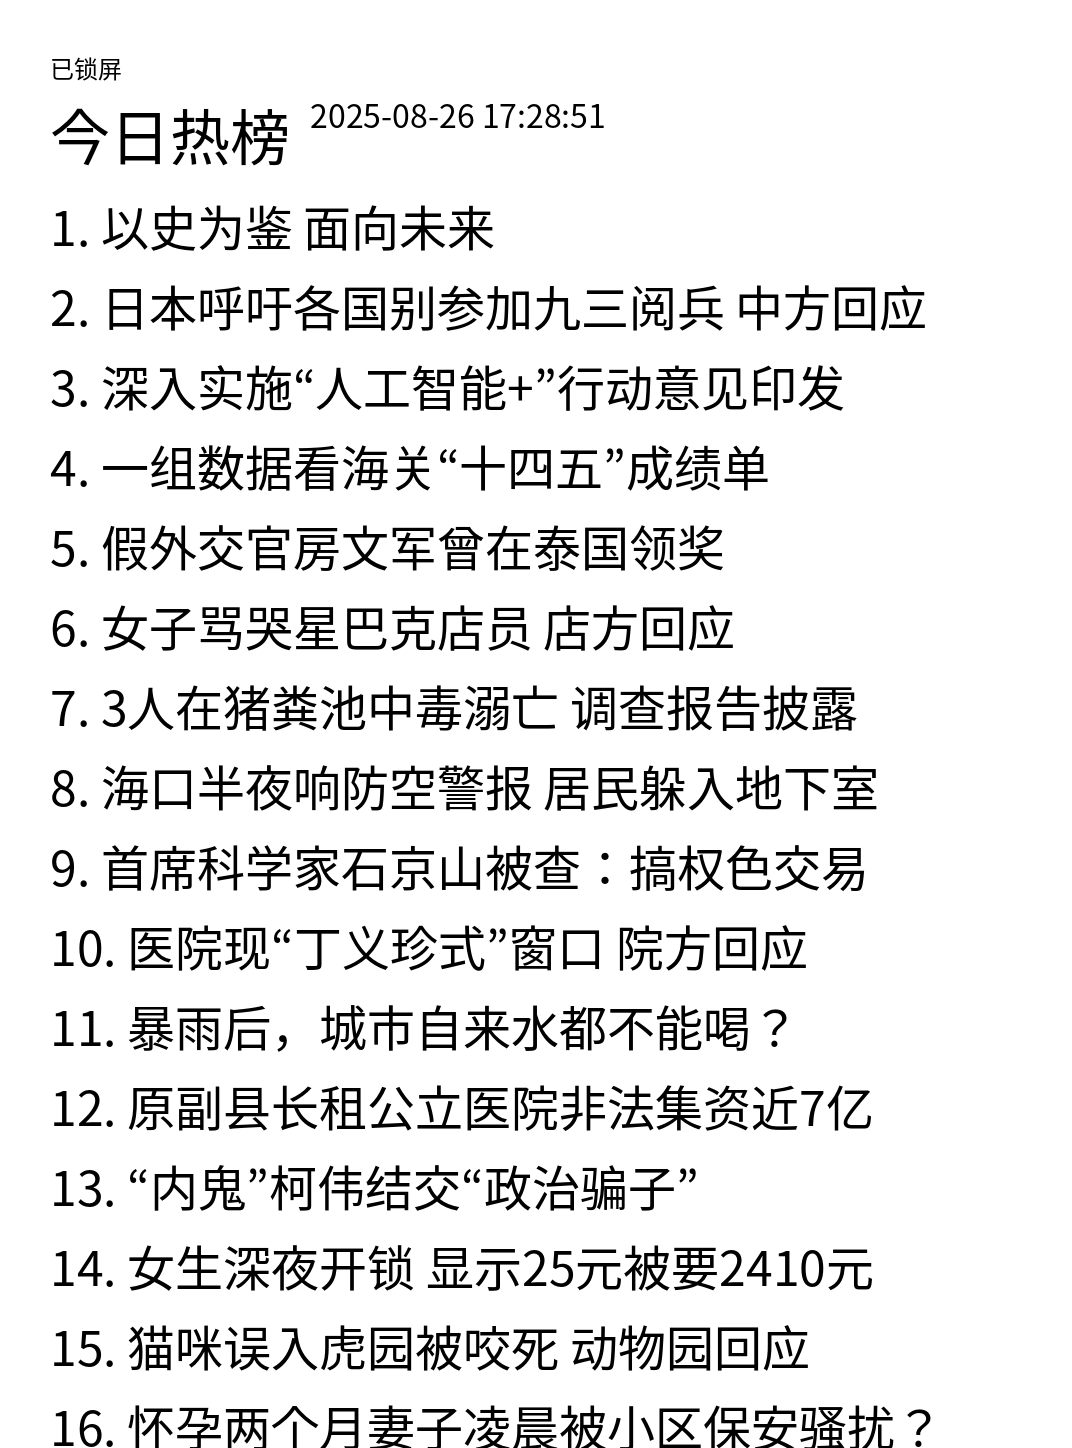 已锁屏
今日热榜 2025-08-26 17:28:51
1. 以史为鉴 面向未来
2. 日本呼吁各国别参加九三阅兵 中方回应
3. 深入实施“人工智能+”行动意见印发
4. 一组数据看海关“十四五”成绩单
5. 假外交官房文军曾在泰国领奖
6. 女子骂哭星巴克店员 店方回应
7. 3人在猪粪池中毒溺亡 调查报告披露
8. 海口半夜响防空警报 居民躲入地下室
9. 首席科学家石京山被查：搞权色交易
10. 医院现“丁义珍式”窗口 院方回应
11. 暴雨后，城市自来水都不能喝？
12. 原副县长租公立医院非法集资近7亿
13. “内鬼”柯伟结交“政治骗子”
14. 女生深夜开锁 显示25元被要2410元
15. 猫咪误入虎园被咬死 动物园回应
16. 怀孕两个月妻子凌晨被小区保安骚扰？